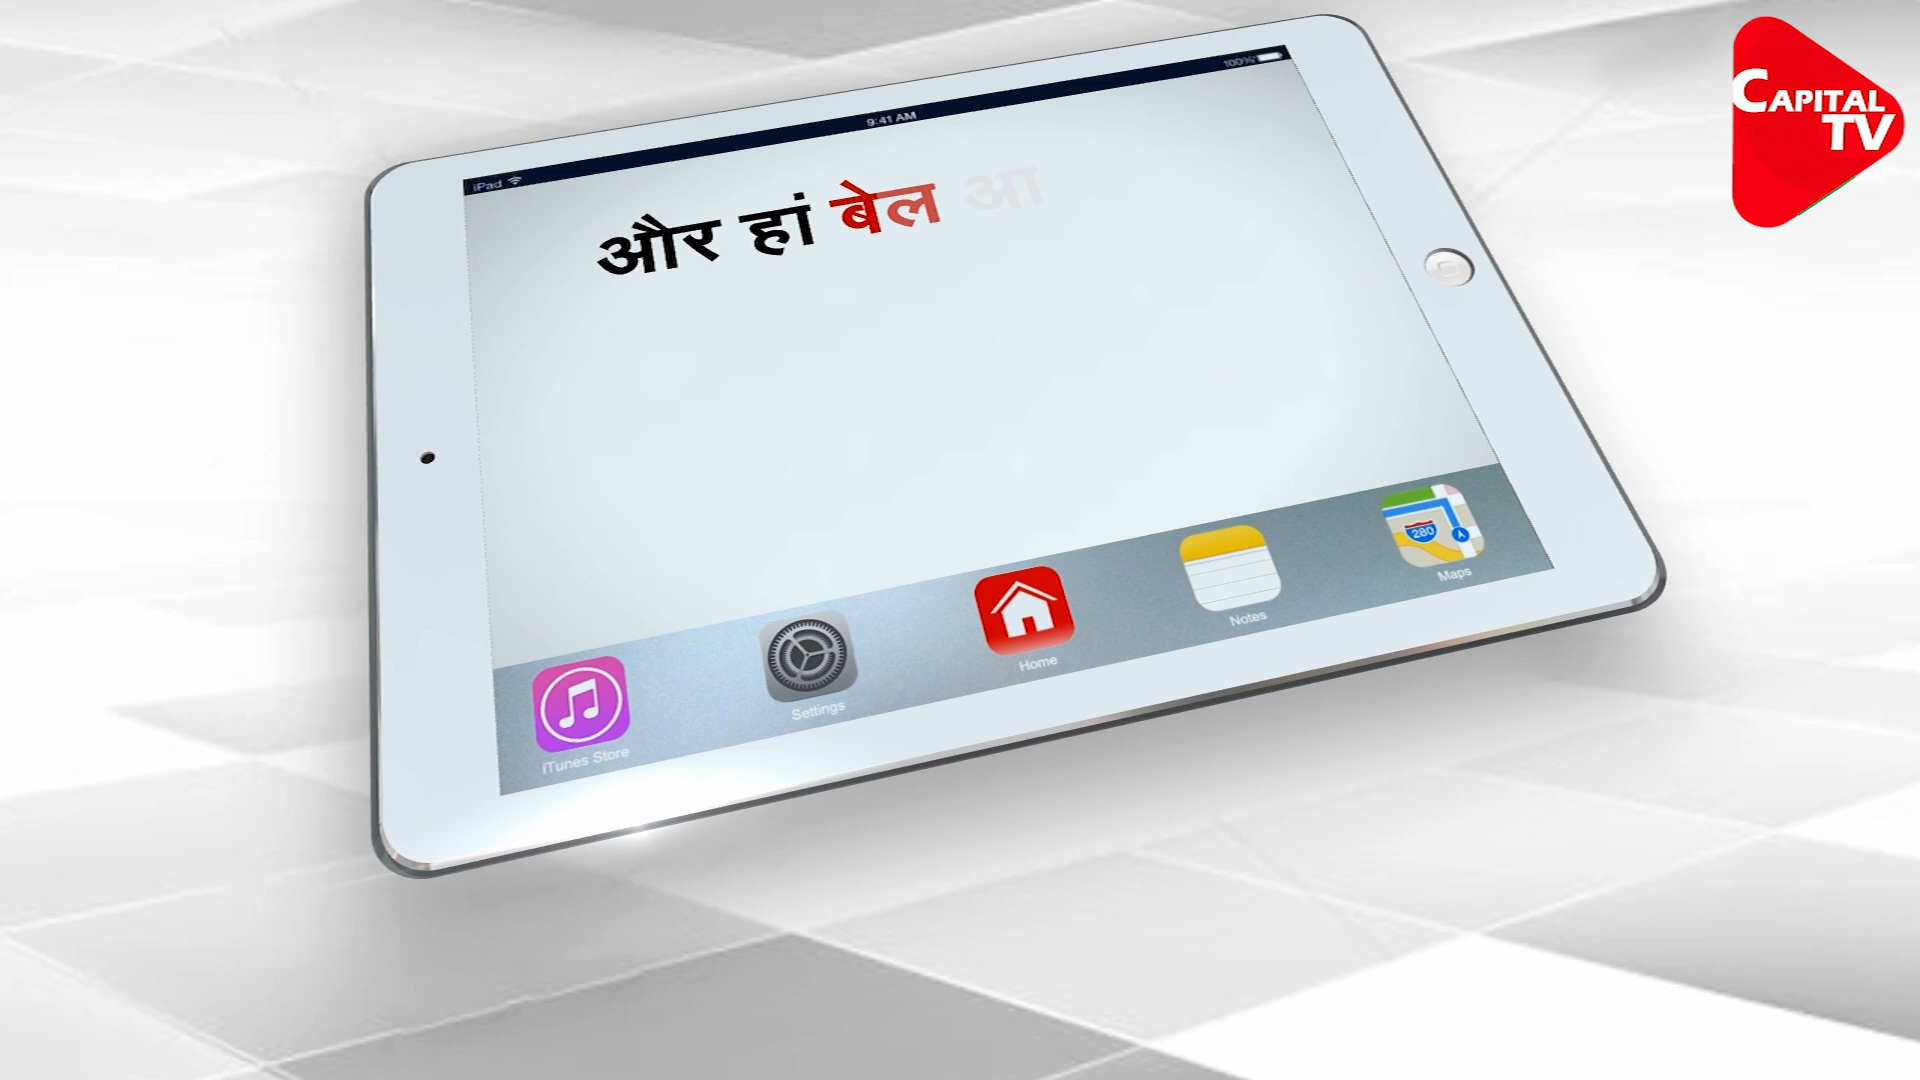 CAPITAL
TV
iPad
9:41 AM
100%
और हां बेल आ
280
iTunes Store
Settings
Home
Notes
Maps